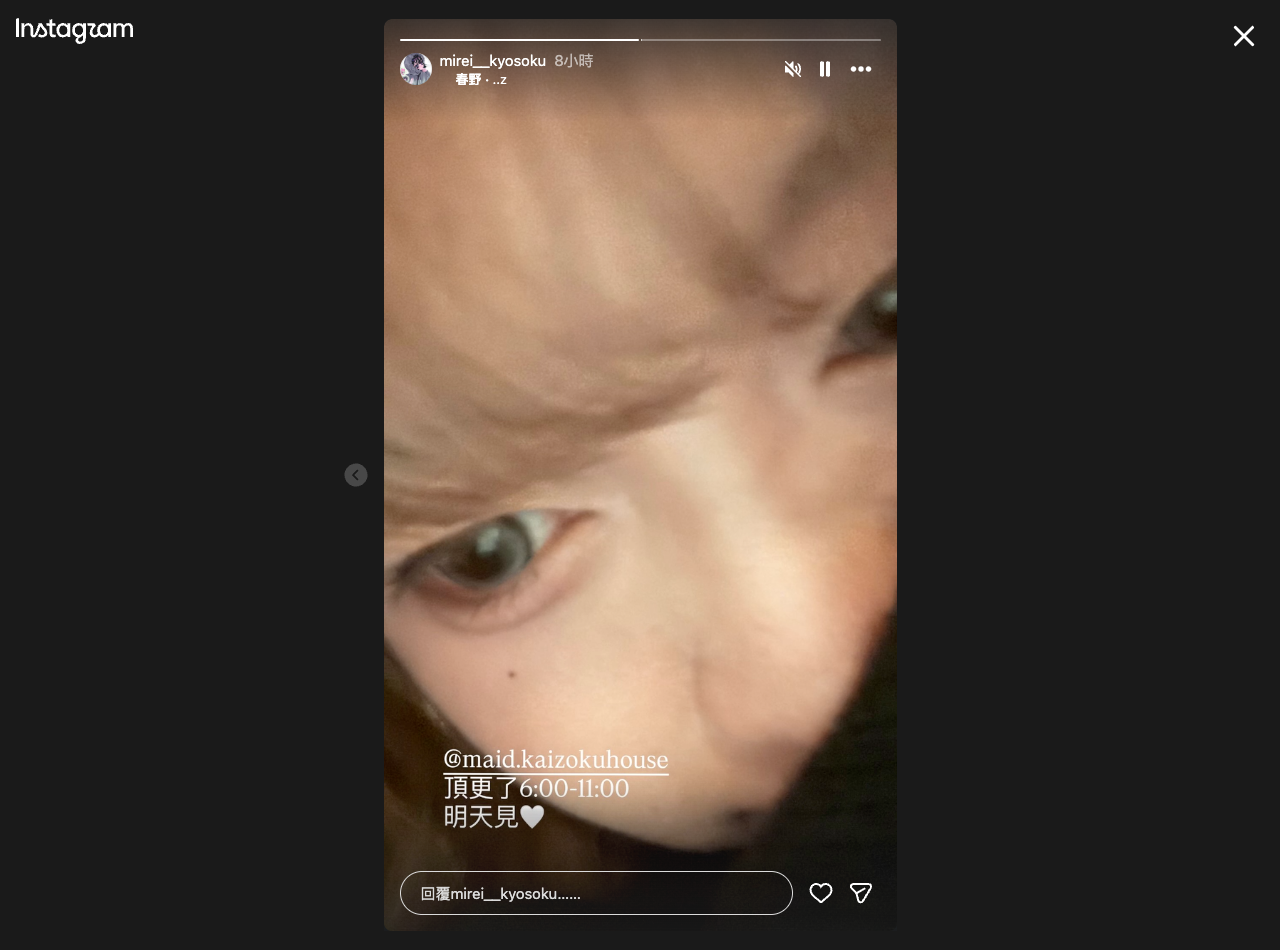 Instagram
mirei__kyosoku 8小時
春野 · ..z
@maid.kaizokuhouse
頂更了6:00-11:00
明天見🤍
回覆mirei__kyosoku......